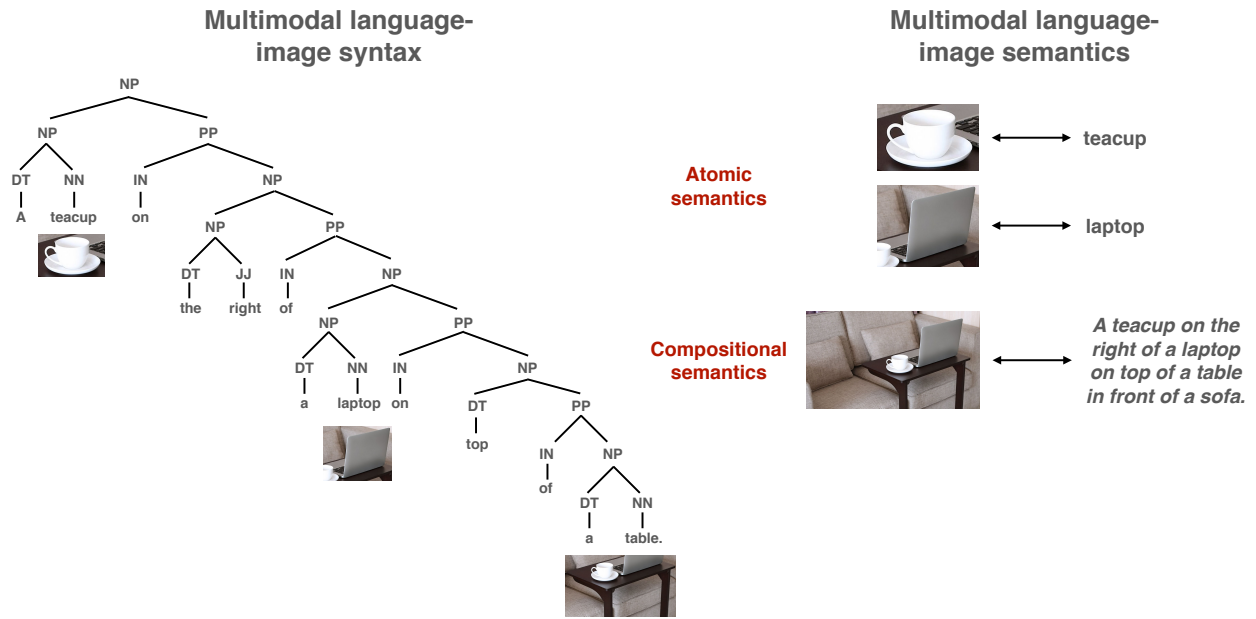 Multimodal language-
image syntax
NP
NP PP
DT NN IN NP
A teacup on
NP PP
DT JJ IN NP
the right of
NP PP
DT NN IN NP
a laptop on
DT PP
top
IN NP
of
DT NN
a table.
Multimodal language-
image semantics
Atomic
semantics
teacup
laptop
Compositional
semantics
A teacup on the
right of a laptop
on top of a table
in front of a sofa.